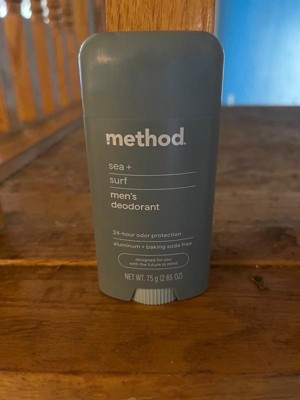 method.
sea +
surf
men's
deodorant
24-hour odor protection
aluminum + baking soda free
designed for you
with the future in mind.
NET WT. 75 g (2.65 OZ)